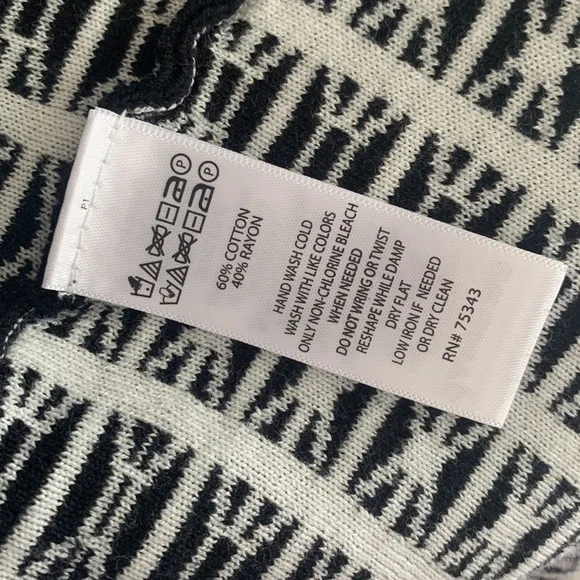 P
P
60% COTTON
40% RAYON
HAND WASH COLD
WASH WITH LIKE COLORS
ONLY NON-CHLORINE BLEACH
WHEN NEEDED
DO NOT WRING OR TWIST
RESHAPE WHILE DAMP
DRY FLAT
LOW IRON IF NEEDED
OR DRY CLEAN
RN# 75343
P1